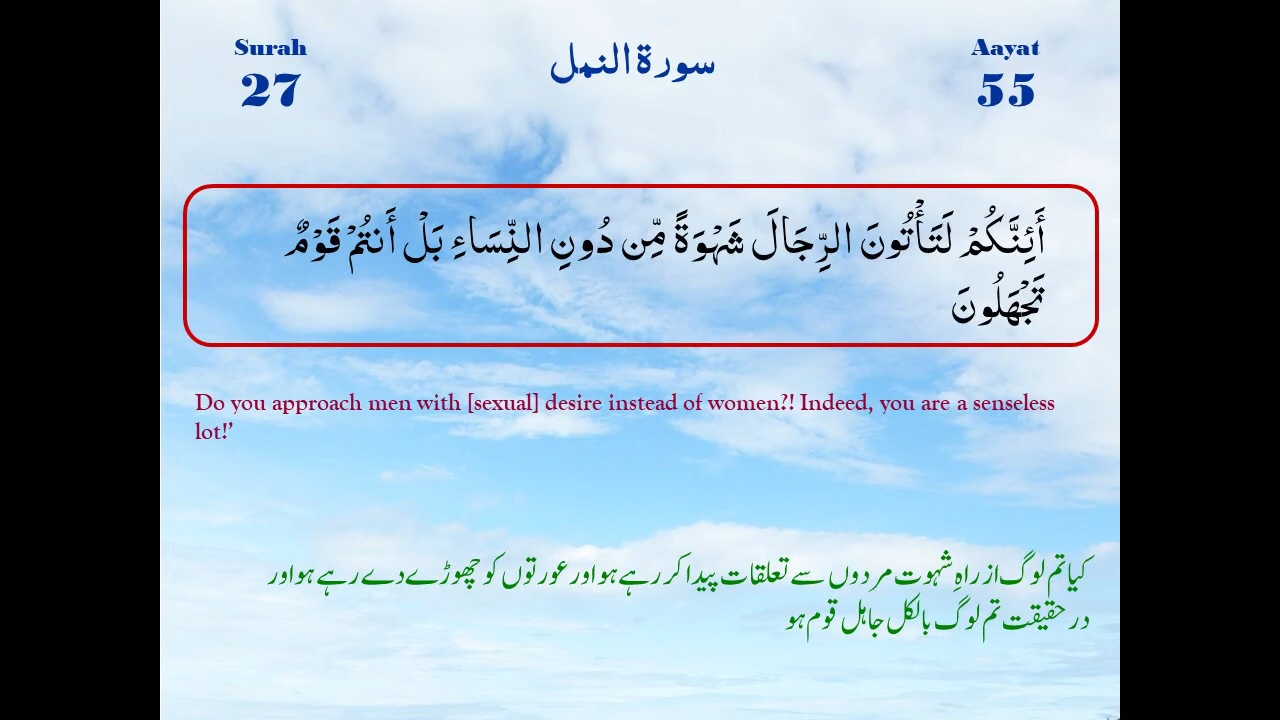 Surah
27
سورة النمل
Aayat
55
أَئِنَّكُمْ لَتَأْتُونَ الرِّجَالَ شَهْوَةً مِّن دُونِ النِّسَاءِ بَلْ أَنتُمْ قَوْمٌ
تَجْهَلُونَ
Do you approach men with [sexual] desire instead of women?! Indeed, you are a senseless
lot!’
کیا تم لوگ از راہِ شہوت مردوں سے تعلقات پیدا کر رہے ہو اور عورتوں کو چھوڑے دے رہے ہو اور
در حقیقت تم لوگ بالکل جاہل قوم ہو